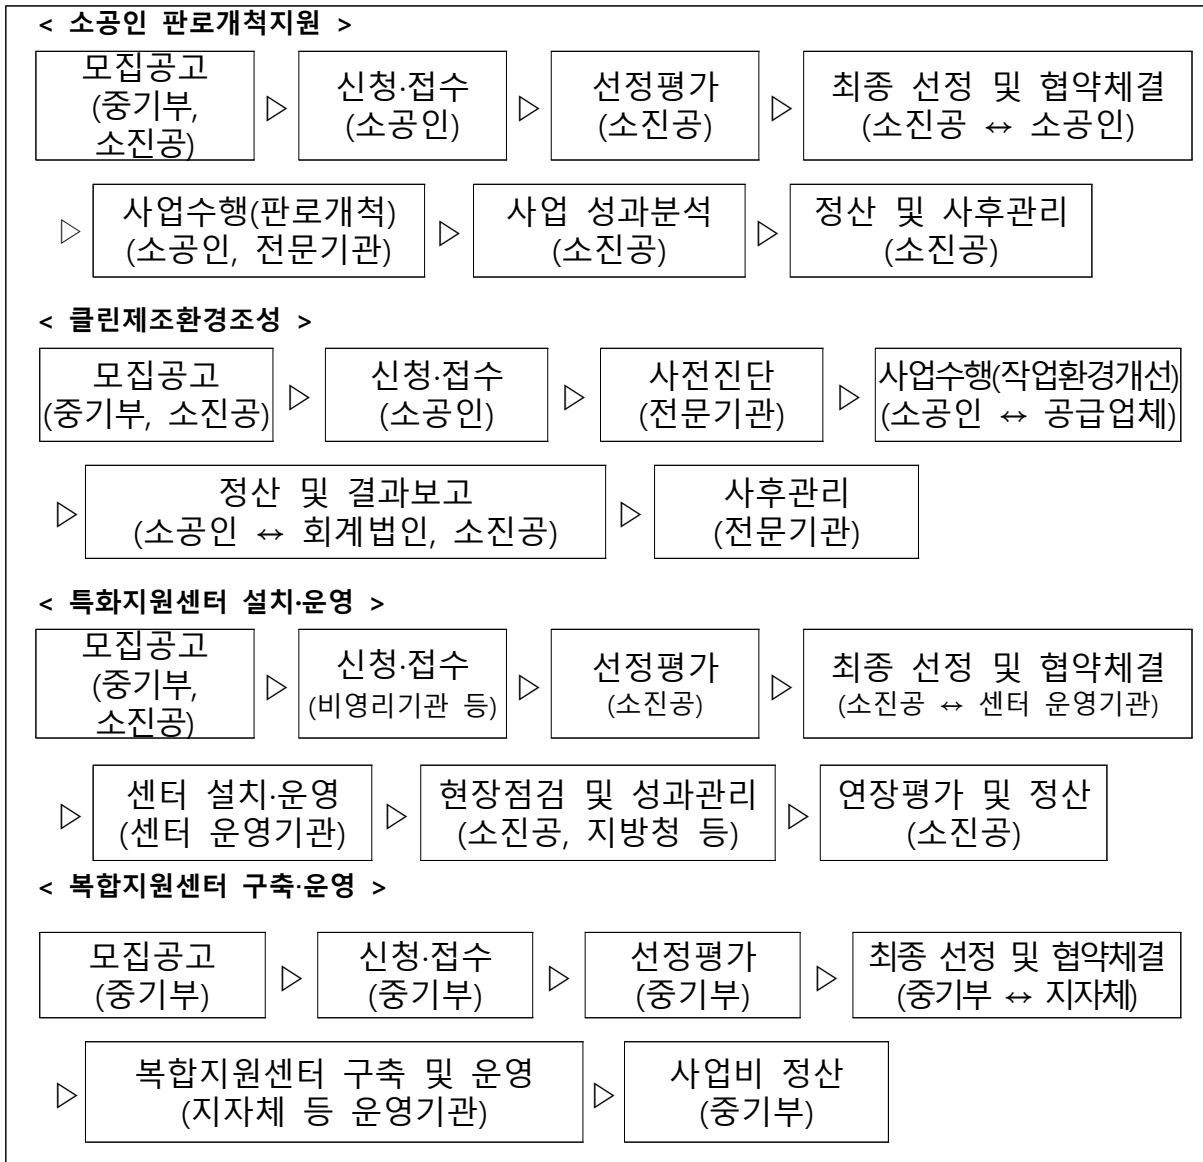 < 소공인 판로개척지원 >
모집공고
(중기부,
소진공)
▷
신청·접수
(소공인)
▷
선정평가
(소진공)
▷
최종 선정 및 협약체결
(소진공 ↔ 소공인)
▷
사업수행(판로개척)
(소공인, 전문기관)
▷
사업 성과분석
(소진공)
▷
정산 및 사후관리
(소진공)
< 클린제조환경조성 >
모집공고
(중기부, 소진공)
▷
신청·접수
(소공인)
▷
사전진단
(전문기관)
▷
사업수행(작업환경개선)
(소공인 ↔ 공급업체)
▷
정산 및 결과보고
(소공인 ↔ 회계법인, 소진공)
▷
사후관리
(전문기관)
< 특화지원센터 설치·운영 >
모집공고
(중기부,
소진공)
▷
신청·접수
(비영리기관 등)
▷
선정평가
(소진공)
▷
최종 선정 및 협약체결
(소진공 ↔ 센터 운영기관)
▷
센터 설치·운영
(센터 운영기관)
▷
현장점검 및 성과관리
(소진공, 지방청 등)
▷
연장평가 및 정산
(소진공)
< 복합지원센터 구축·운영 >
모집공고
(중기부)
▷
신청·접수
(중기부)
▷
선정평가
(중기부)
▷
최종 선정 및 협약체결
(중기부 ↔ 지자체)
▷
복합지원센터 구축 및 운영
(지자체 등 운영기관)
▷
사업비 정산
(중기부)